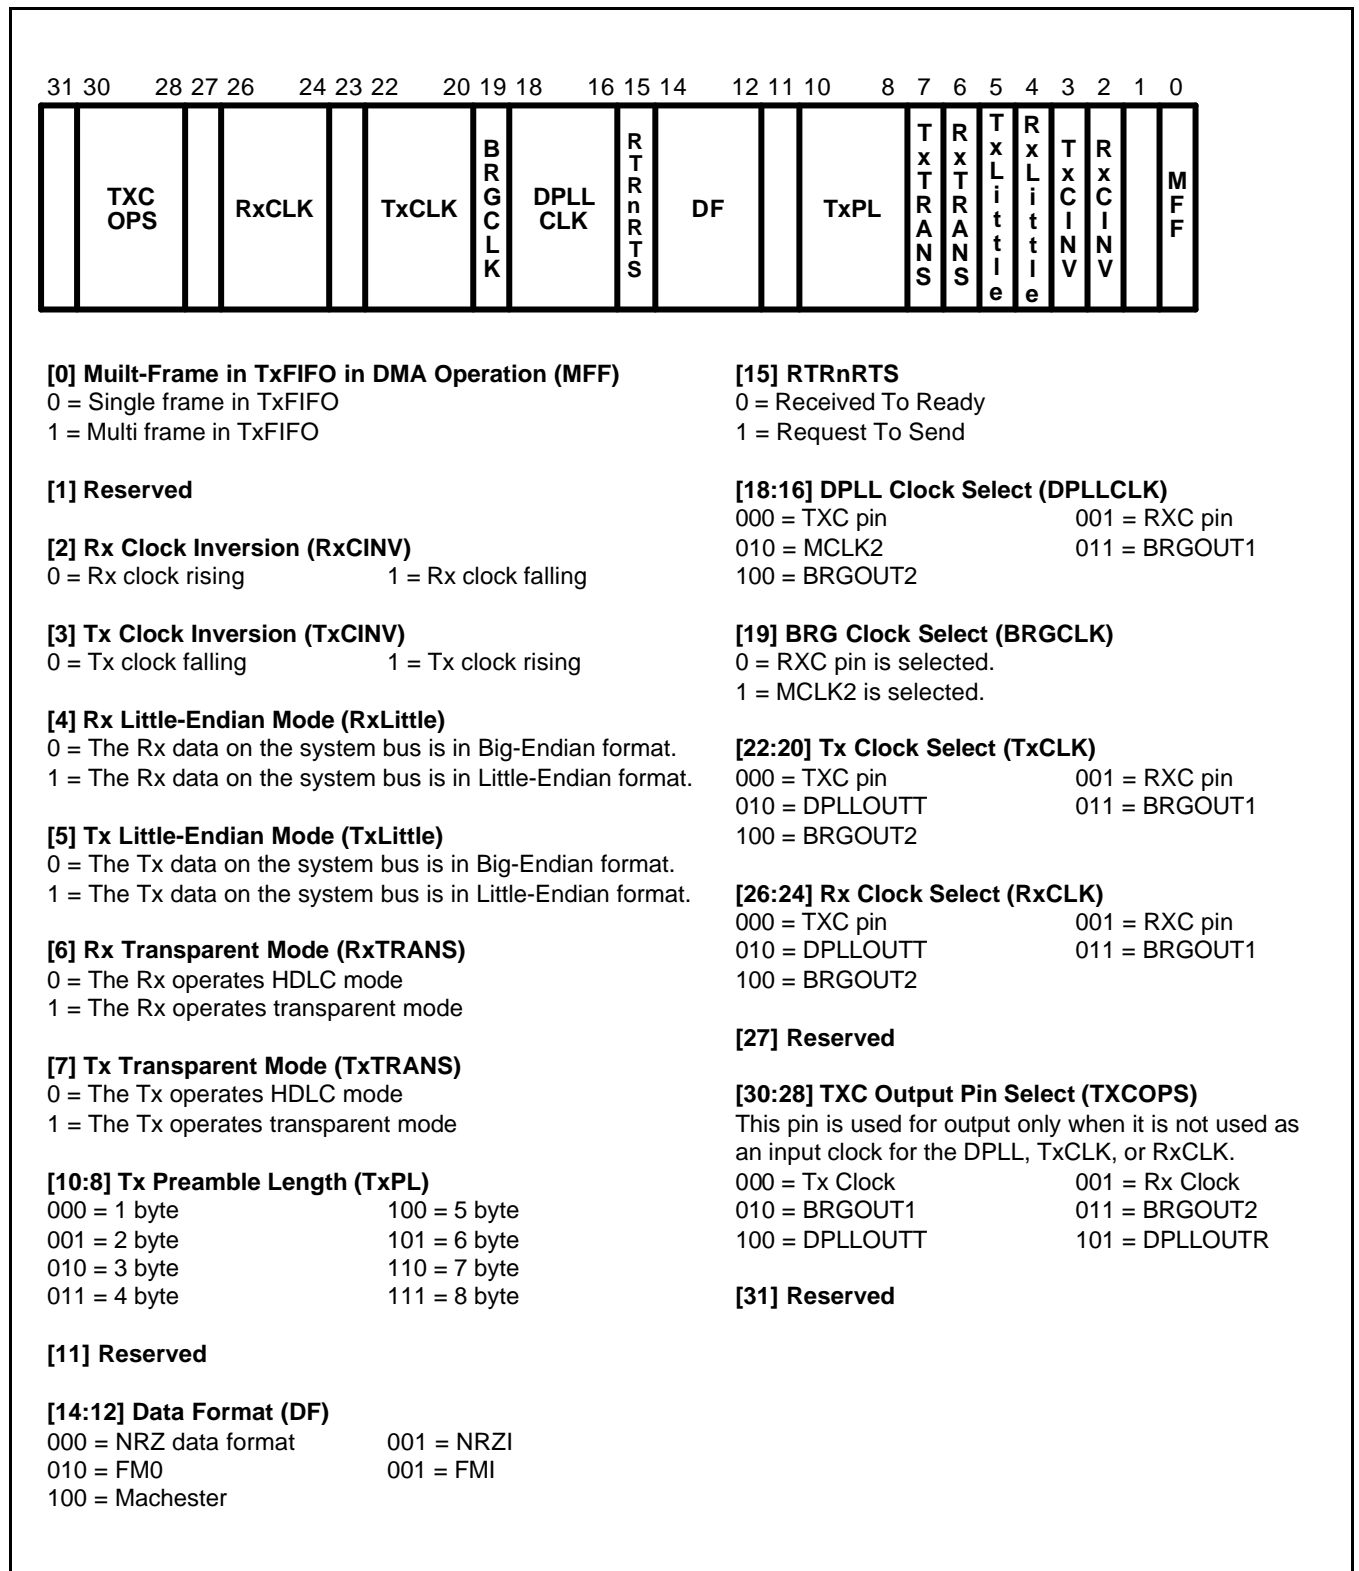 31 30 28 27 26 24 23 22 20 19 18 16 15 14 12 11 10 8 7 6 5 4 3 2 1 0
TXC OPS
RxCLK
TxCLK
BRGCLK
DPLL CLK
RTRnRTS
DF
TxPL
TxTRANS
RxTRANS
TxLittle
RxLittle
TxCINV
RxCINV
MFF
[0] Muilt-Frame in TxFIFO in DMA Operation (MFF)
0 = Single frame in TxFIFO
1 = Multi frame in TxFIFO
[1] Reserved
[2] Rx Clock Inversion (RxCINV)
0 = Rx clock rising 1 = Rx clock falling
[3] Tx Clock Inversion (TxCINV)
0 = Tx clock falling 1 = Tx clock rising
[4] Rx Little-Endian Mode (RxLittle)
0 = The Rx data on the system bus is in Big-Endian format.
1 = The Rx data on the system bus is in Little-Endian format.
[5] Tx Little-Endian Mode (TxLittle)
0 = The Tx data on the system bus is in Big-Endian format.
1 = The Tx data on the system bus is in Little-Endian format.
[6] Rx Transparent Mode (RxTRANS)
0 = The Rx operates HDLC mode
1 = The Rx operates transparent mode
[7] Tx Transparent Mode (TxTRANS)
0 = The Tx operates HDLC mode
1 = The Tx operates transparent mode
[10:8] Tx Preamble Length (TxPL)
000 = 1 byte 100 = 5 byte
001 = 2 byte 101 = 6 byte
010 = 3 byte 110 = 7 byte
011 = 4 byte 111 = 8 byte
[11] Reserved
[14:12] Data Format (DF)
000 = NRZ data format 001 = NRZI
010 = FM0 001 = FMI
100 = Machester
[15] RTRnRTS
0 = Received To Ready
1 = Request To Send
[18:16] DPLL Clock Select (DPLLCLK)
000 = TXC pin 001 = RXC pin
010 = MCLK2 011 = BRGOUT1
100 = BRGOUT2
[19] BRG Clock Select (BRGCLK)
0 = RXC pin is selected.
1 = MCLK2 is selected.
[22:20] Tx Clock Select (TxCLK)
000 = TXC pin 001 = RXC pin
010 = DPLLOUTT 011 = BRGOUT1
100 = BRGOUT2
[26:24] Rx Clock Select (RxCLK)
000 = TXC pin 001 = RXC pin
010 = DPLLOUTT 011 = BRGOUT1
100 = BRGOUT2
[27] Reserved
[30:28] TXC Output Pin Select (TXCOPS)
This pin is used for output only when it is not used as
an input clock for the DPLL, TxCLK, or RxCLK.
000 = Tx Clock 001 = Rx Clock
010 = BRGOUT1 011 = BRGOUT2
100 = DPLLOUTT 101 = DPLLOUTR
[31] Reserved